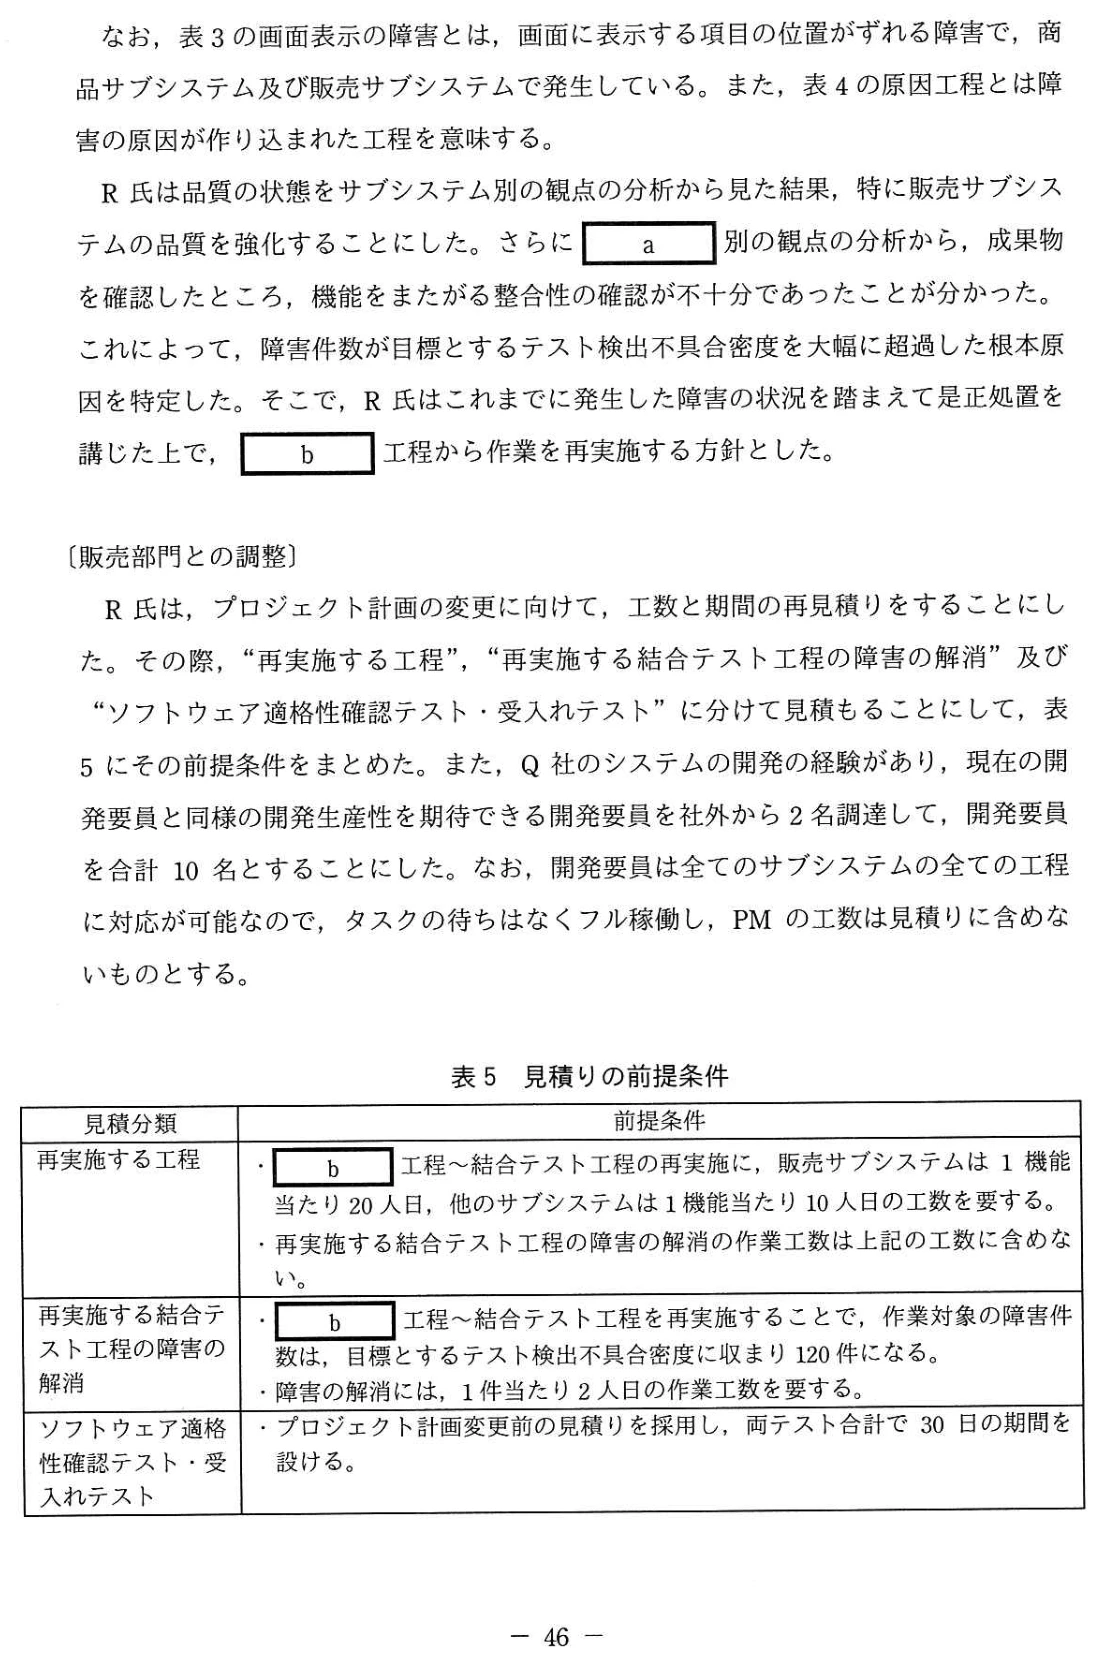 なお，表3の画面表示の障害とは，画面に表示する項目の位置がずれる障害で，商
品サブシステム及び販売サブシステムで発生している。また，表4の原因工程とは障
害の原因が作り込まれた工程を意味する。
R 氏は品質の状態をサブシステム別の観点の分析から見た結果，特に販売サブシス
テムの品質を強化することにした。さらに a 別の観点の分析から，成果物
を確認したところ，機能をまたがる整合性の確認が不十分であったことが分かった。
これによって，障害件数が目標とするテスト検出不具合密度を大幅に超過した根本原
因を特定した。そこで，R 氏はこれまでに発生した障害の状況を踏まえて是正処置を
講じた上で， b 工程から作業を再実施する方針とした。
〔販売部門との調整〕
R 氏は，プロジェクト計画の変更に向けて，工数と期間の再見積りをすることにし
た。その際，“再実施する工程”，“再実施する結合テスト工程の障害の解消” 及び
“ソフトウェア適格性確認テスト・受入れテスト” に分けて見積もることにして，表
5 にその前提条件をまとめた。また，Q 社のシステムの開発の経験があり，現在の開
発要員と同様の開発生産性を期待できる開発要員を社外から 2 名調達して，開発要員
を合計 10 名とすることにした。なお，開発要員は全てのサブシステムの全ての工程
に対応が可能なので，タスクの待ちはなくフル稼働し，PM の工数は見積りに含めな
いものとする。
表5 見積りの前提条件
見積分類 前提条件
再実施する工程
・ b 工程～結合テスト工程の再実施に，販売サブシステムは 1 機能
当たり 20 人日，他のサブシステムは 1 機能当たり 10 人日の工数を要する。
・再実施する結合テスト工程の障害の解消の作業工数は上記の工数に含めな
い。
再実施する結合テ
スト工程の障害の
解消
・ b 工程～結合テスト工程を再実施することで，作業対象の障害件
数は，目標とするテスト検出不具合密度に収まり 120 件になる。
・障害の解消には，1 件当たり 2 人日の作業工数を要する。
ソフトウェア適格
性確認テスト・受
入れテスト
・プロジェクト計画変更前の見積りを採用し，両テスト合計で 30 日の期間を
設ける。
－ 46 －